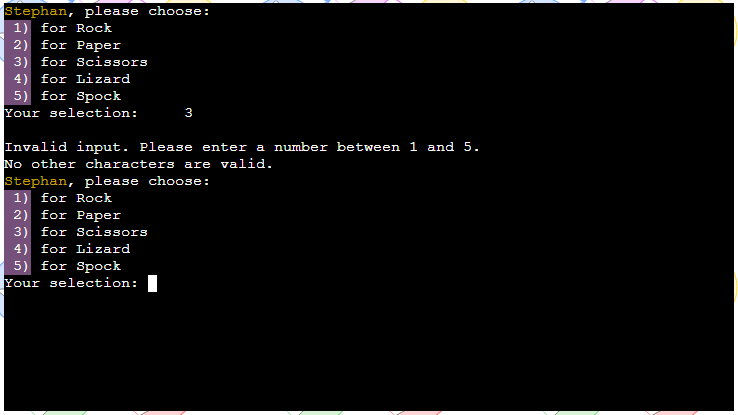 Stephan, please choose:
1) for Rock
2) for Paper
3) for Scissors
4) for Lizard
5) for Spock
Your selection:     3
Invalid input. Please enter a number between 1 and 5.
No other characters are valid.
Stephan, please choose:
1) for Rock
2) for Paper
3) for Scissors
4) for Lizard
5) for Spock
Your selection: